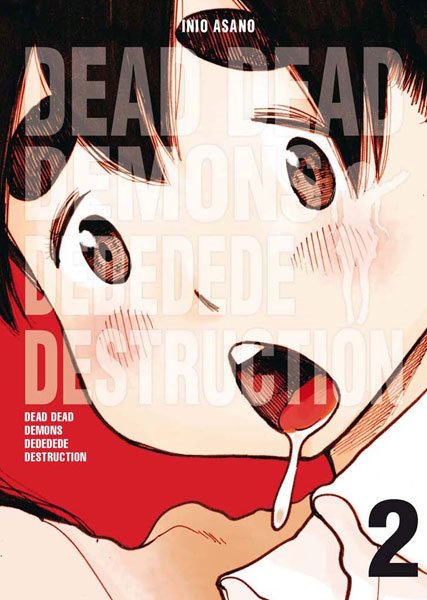 INIO ASANO
DEAD DEAD
DEMONS
DEDEDEDE
DESTRUCTION
DEAD DEAD
DEMONS
DEDEDEDE
DESTRUCTION
2